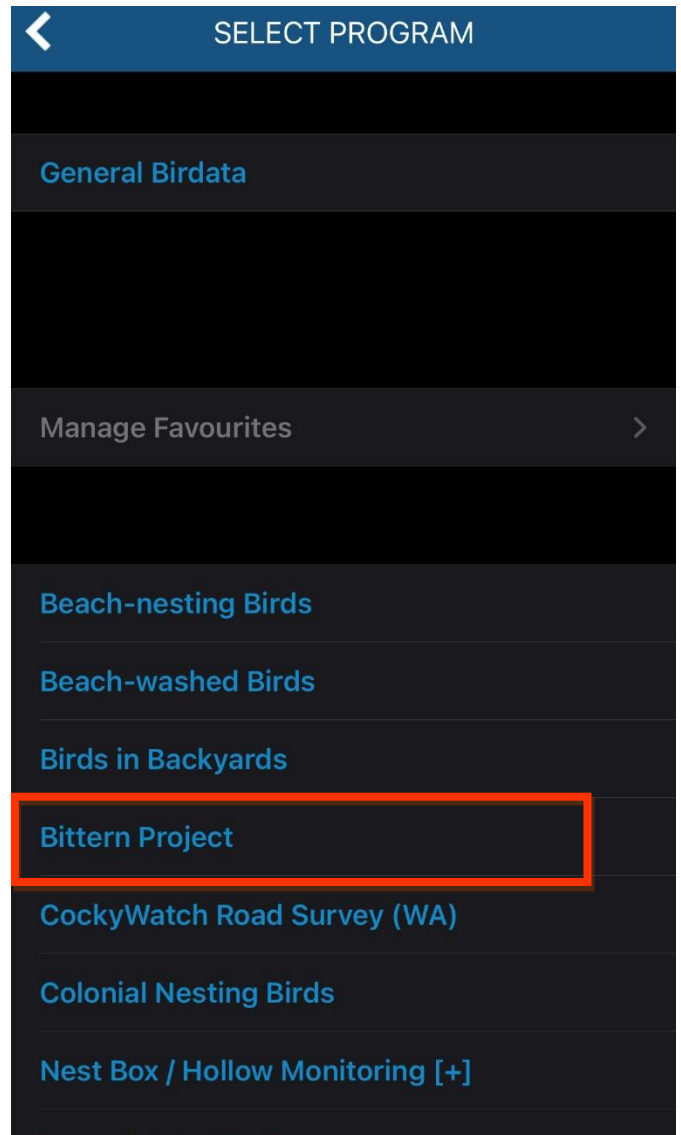 SELECT PROGRAM
General Birdata
Manage Favourites
Beach-nesting Birds
Beach-washed Birds
Birds in Backyards
Bittern Project
CockyWatch Road Survey (WA)
Colonial Nesting Birds
Nest Box / Hollow Monitoring [+]